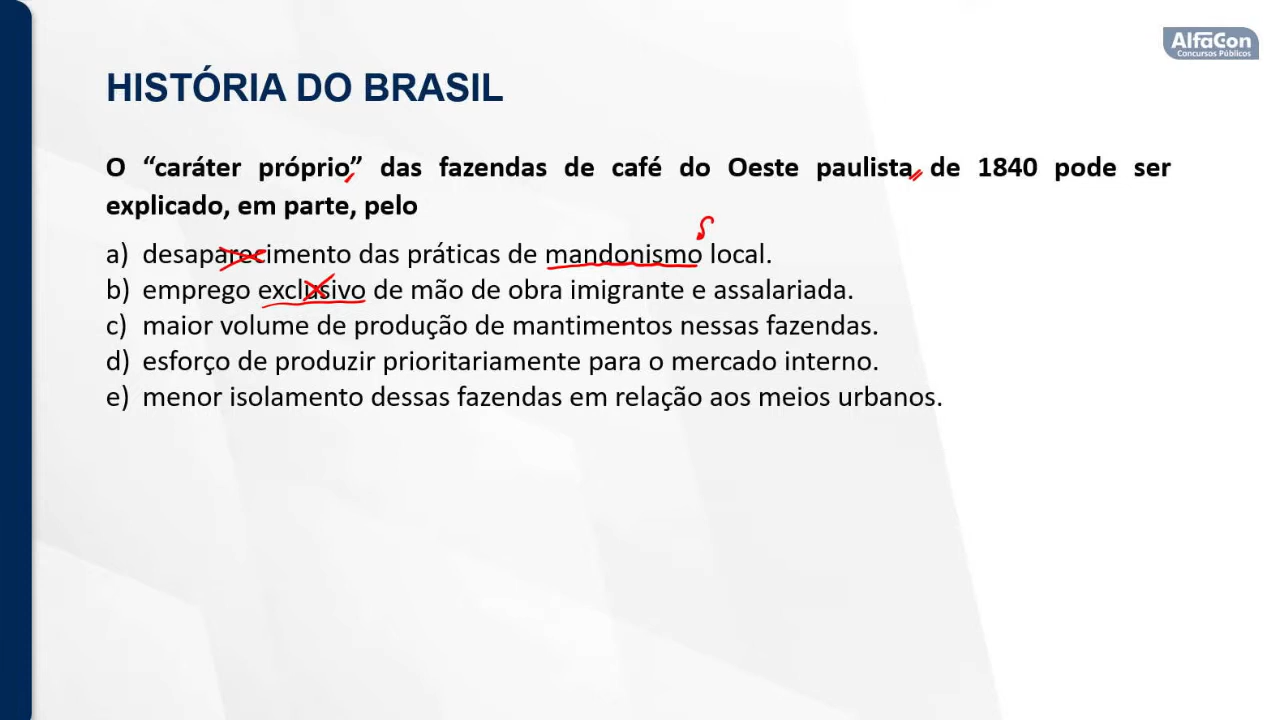 AlfaCon
Concursos Públicos
HISTÓRIA DO BRASIL
O “caráter próprio” das fazendas de café do Oeste paulista de 1840 pode ser
explicado, em parte, pelo
a) desaparecimento das práticas de mandonismo local.
b) emprego exclusivo de mão de obra imigrante e assalariada.
c) maior volume de produção de mantimentos nessas fazendas.
d) esforço de produzir prioritariamente para o mercado interno.
e) menor isolamento dessas fazendas em relação aos meios urbanos.